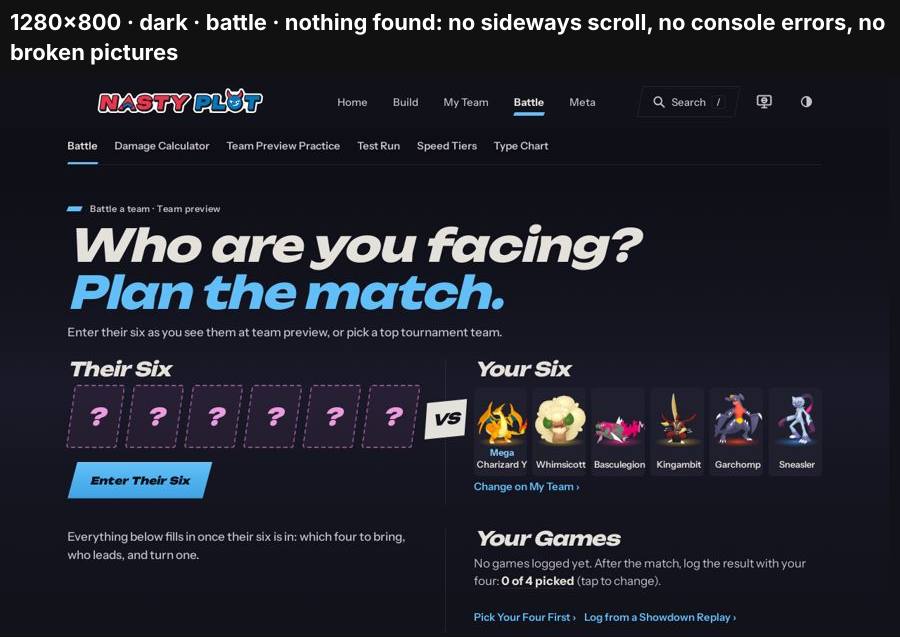 1280×800 · dark · battle · nothing found: no sideways scroll, no console errors, no
broken pictures
NASTY PLOT
Home
Build
My Team
Battle
Meta
Search /
Battle
Damage Calculator
Team Preview Practice
Test Run
Speed Tiers
Type Chart
Battle a team · Team preview
Who are you facing?
Plan the match.
Enter their six as you see them at team preview, or pick a top tournament team.
Their Six
? ? ? ? ? ?
Enter Their Six
VS
Your Six
Mega
Charizard Y
Whimsicott
Basculegion
Kingambit
Garchomp
Sneasler
Change on My Team ›
Everything below fills in once their six is in: which four to bring,
who leads, and turn one.
Your Games
No games logged yet. After the match, log the result with your
four: 0 of 4 picked (tap to change).
Pick Your Four First ›
Log from a Showdown Replay ›